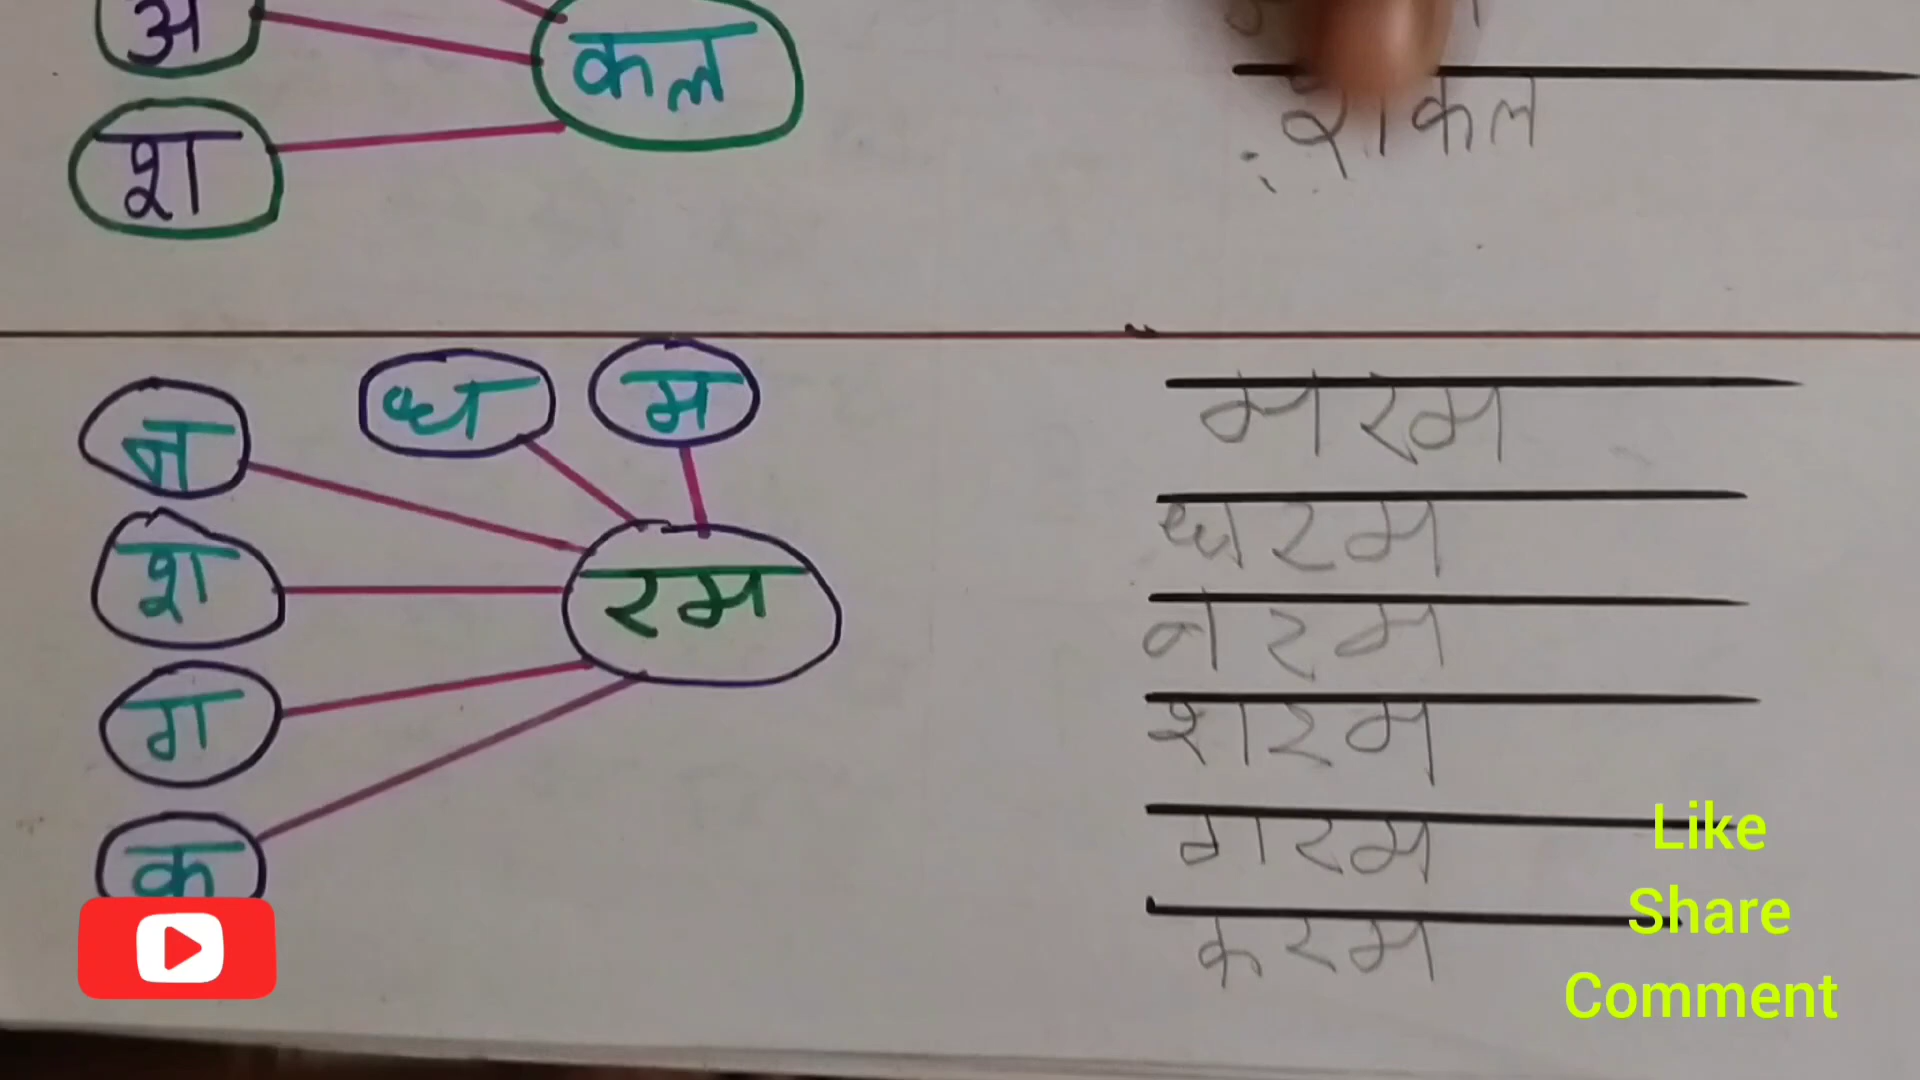 अ
कल
श
शकल
न
ध
म
श
रम
ग
क
मरम
धरम
नरम
शरम
गरम
करम
Like
Share
Comment